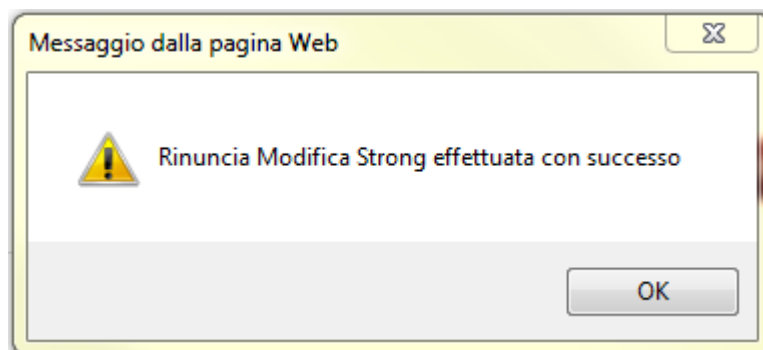 Messaggio dalla pagina Web
Rinuncia Modifica Strong effettuata con successo
OK